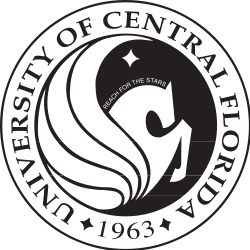 UNIVERSITY OF CENTRAL FLORIDA
REACH FOR THE STARS
1963